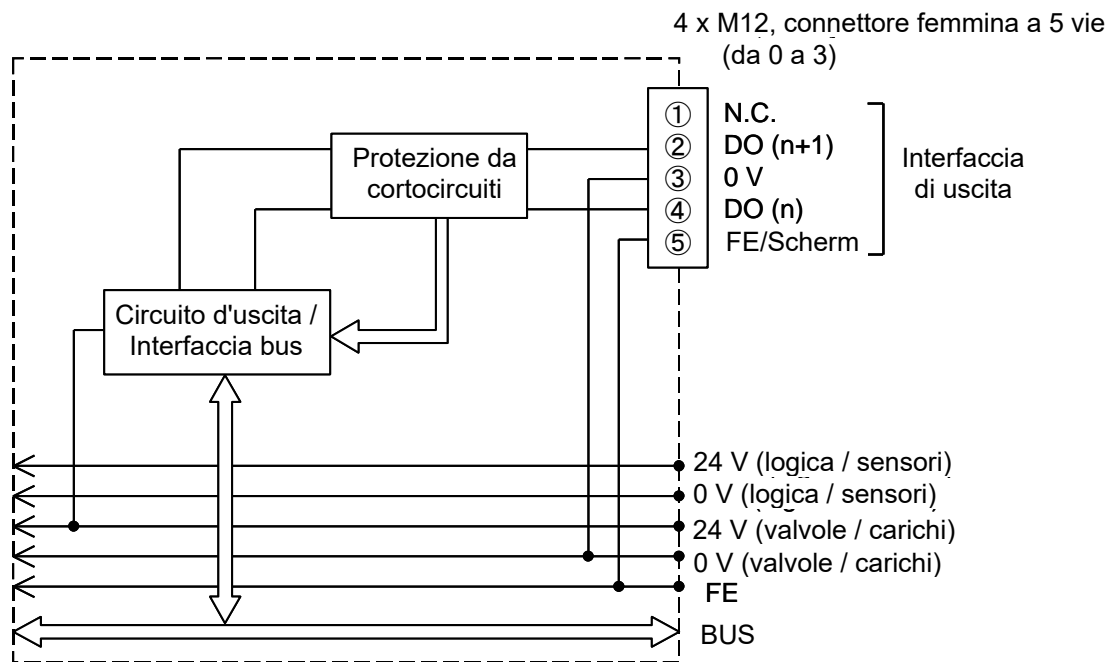 4 x M12, connettore femmina a 5 vie
(da 0 a 3)
① N.C.
② DO (n+1)
③ 0 V
④ DO (n)
⑤ FE/Scherm
Interfaccia
di uscita
Protezione da
cortocircuiti
Circuito d'uscita /
Interfaccia bus
24 V (logica / sensori)
0 V (logica / sensori)
24 V (valvole / carichi)
0 V (valvole / carichi)
FE
BUS